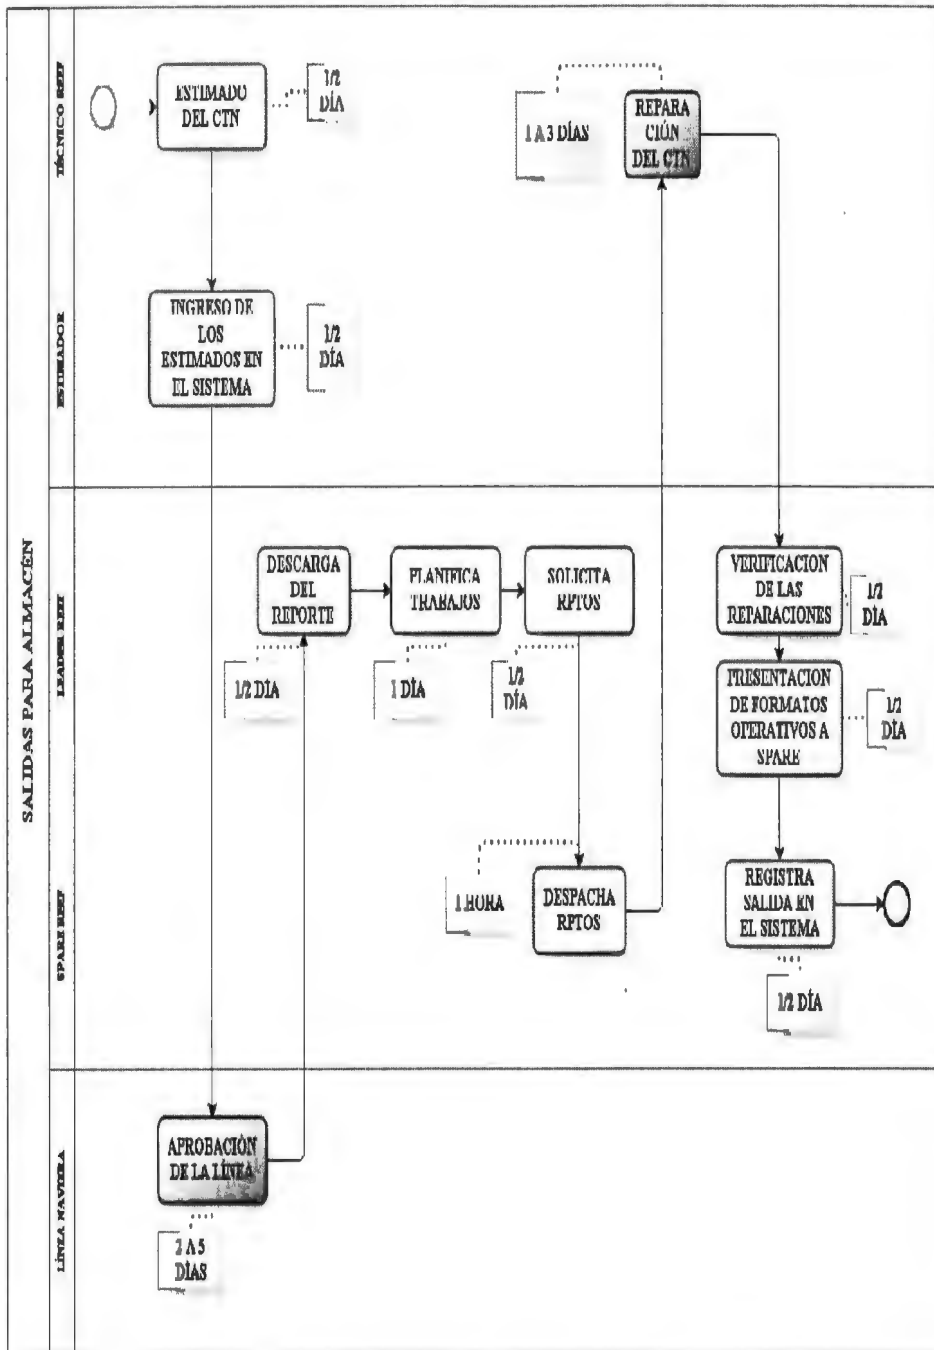 SALIDAS PARA ALMACÉN
TÉCNICO REEF
ESTIMADO
DEL CTN
1/2
DÍA
1 A 3 DÍAS
REPARA
CIÓN
DEL CTN
ESTIMADOR
INGRESO DE
LOS
ESTIMADOS EN
EL SISTEMA
1/2
DÍA
LEADER REEF
DESCARGA
DEL
REPORTE
1/2 DÍA
PLANIFICA
TRABAJOS
1 DÍA
SOLICITA
RPTOS
1/2
DÍA
VERIFICACION
DE LAS
REPARACIONES
1/2
DÍA
PRESENTACION
DE FORMATOS
OPERATIVOS A
SPARE
1/2
DÍA
SPARE REEF
1 HORA
DESPACHA
RPTOS
REGISTRA
SALIDA EN
EL SISTEMA
1/2 DÍA
LÍNEA NAVIERA
APROBACIÓN
DE LA LÍNEA
2 A 5
DÍAS